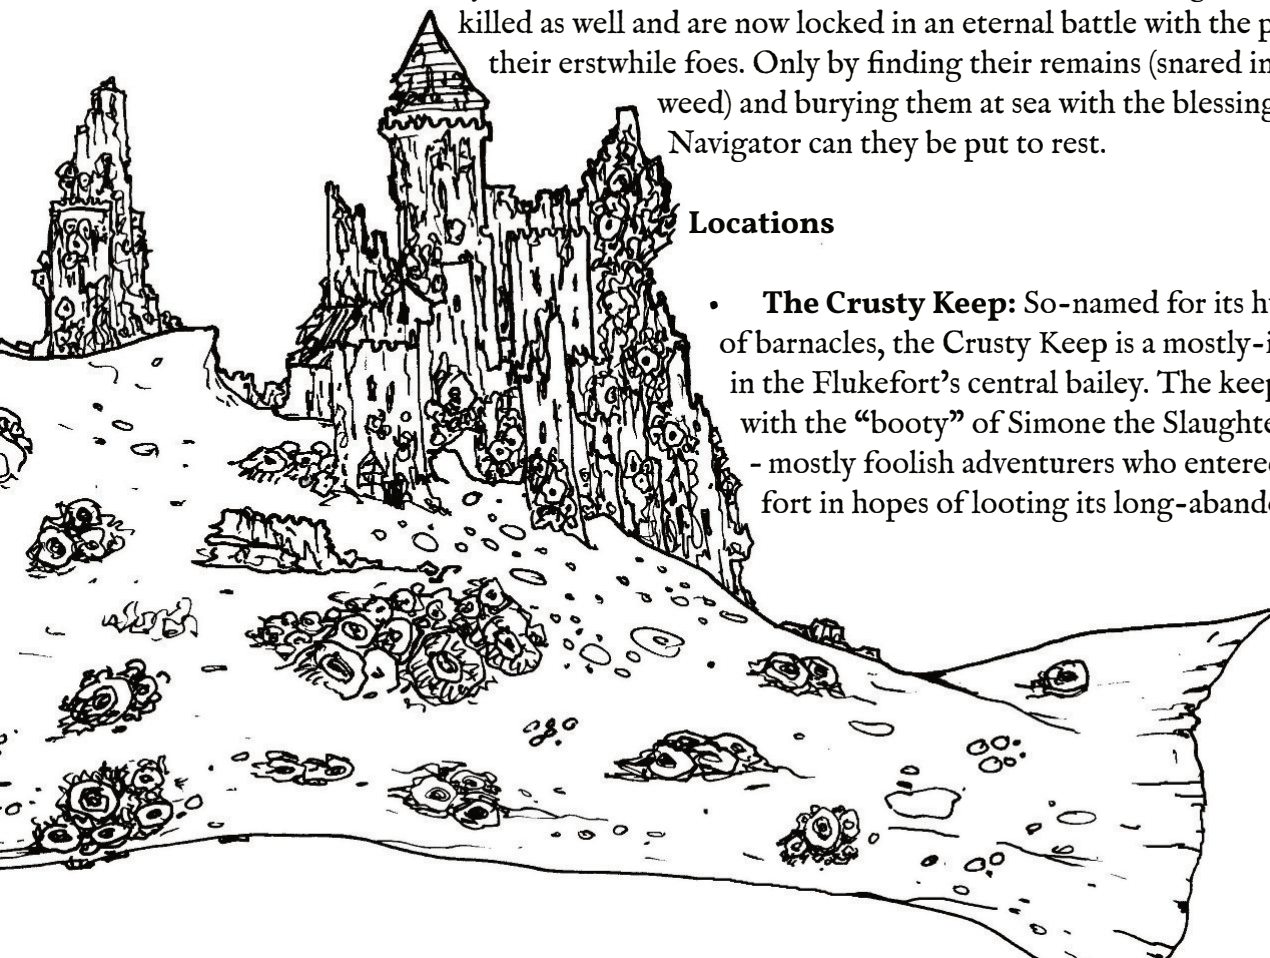 killed as well and are now locked in an eternal battle with the
their erstwhile foes. Only by finding their remains (snared in
weed) and burying them at sea with the blessing
Navigator can they be put to rest.
Locations
• The Crusty Keep: So-named for its
of barnacles, the Crusty Keep is a mostly-
in the Flukefort’s central bailey. The keep
with the “booty” of Simone the
- mostly foolish adventurers who entered
fort in hopes of looting its